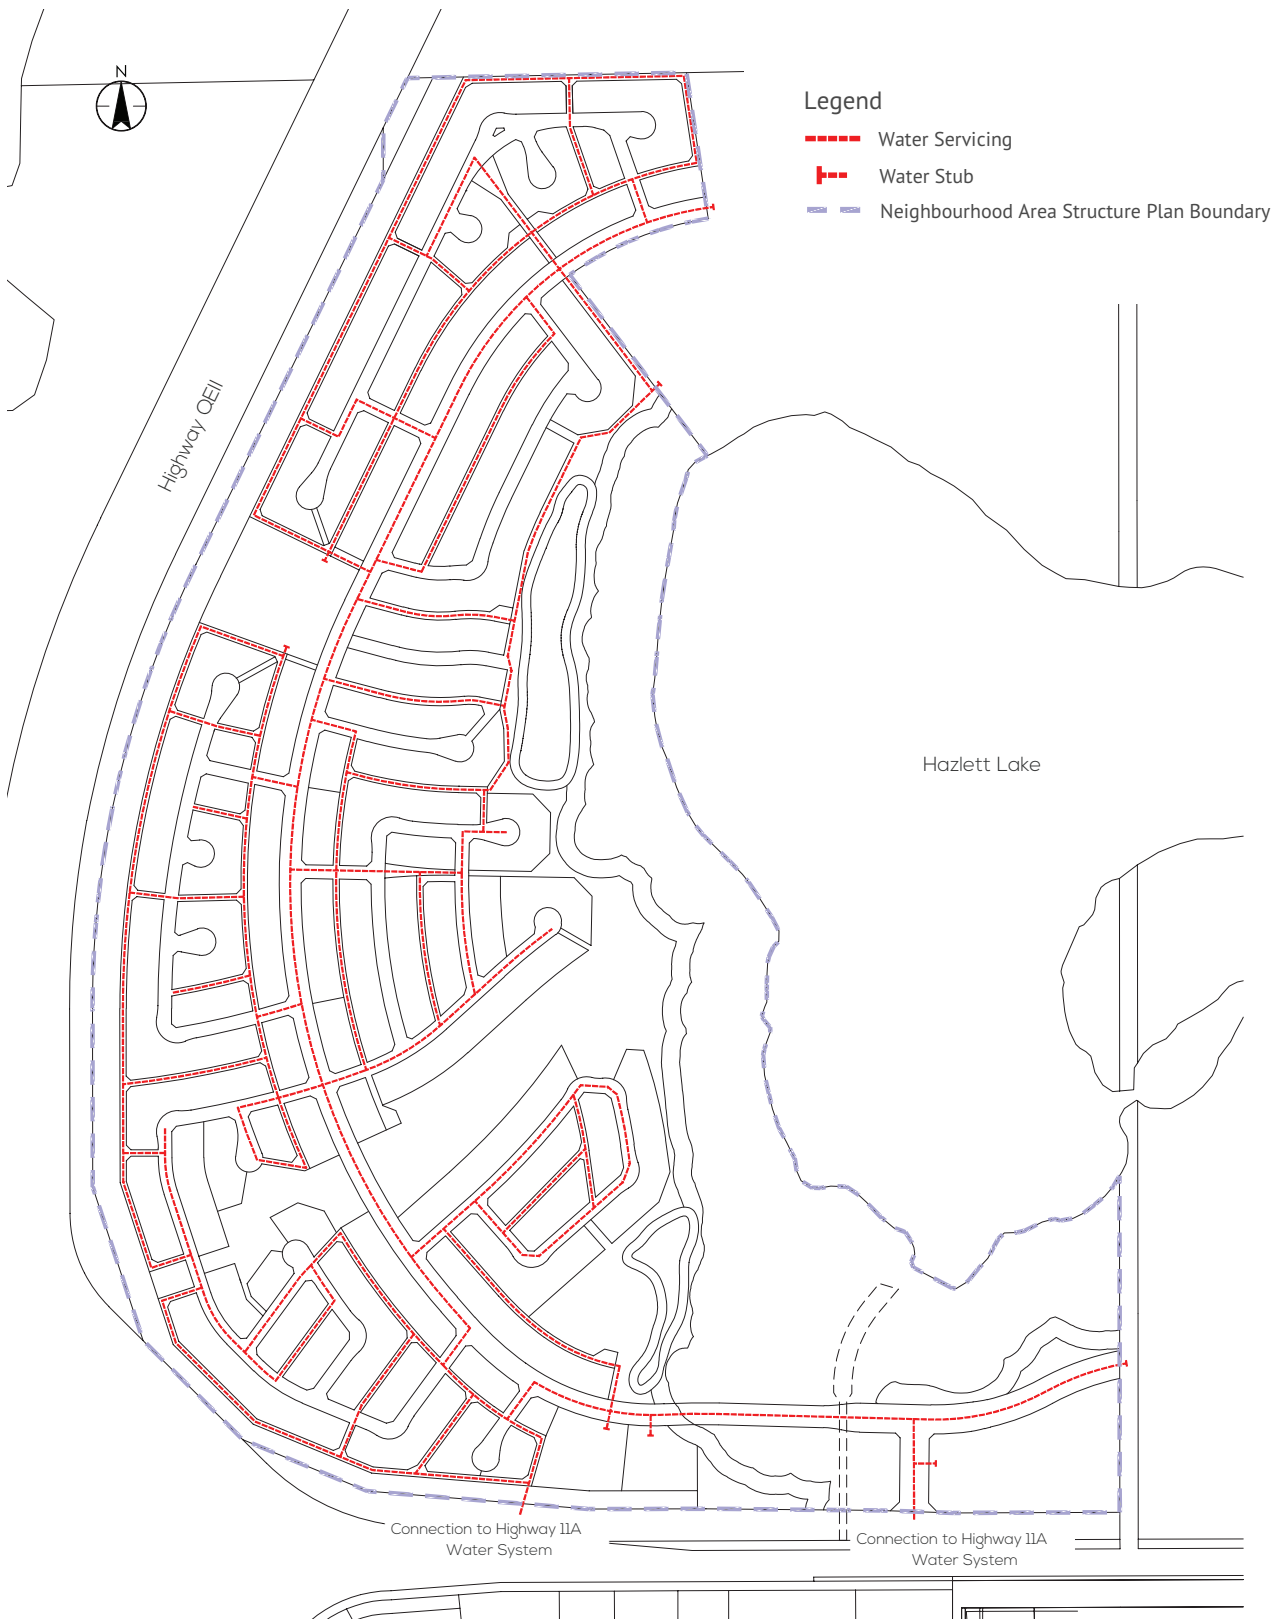 N
Legend
Water Servicing
Water Stub
Neighbourhood Area Structure Plan Boundary
Highway QEII
Hazlett Lake
Connection to Highway 11A
Water System
Connection to Highway 11A
Water System